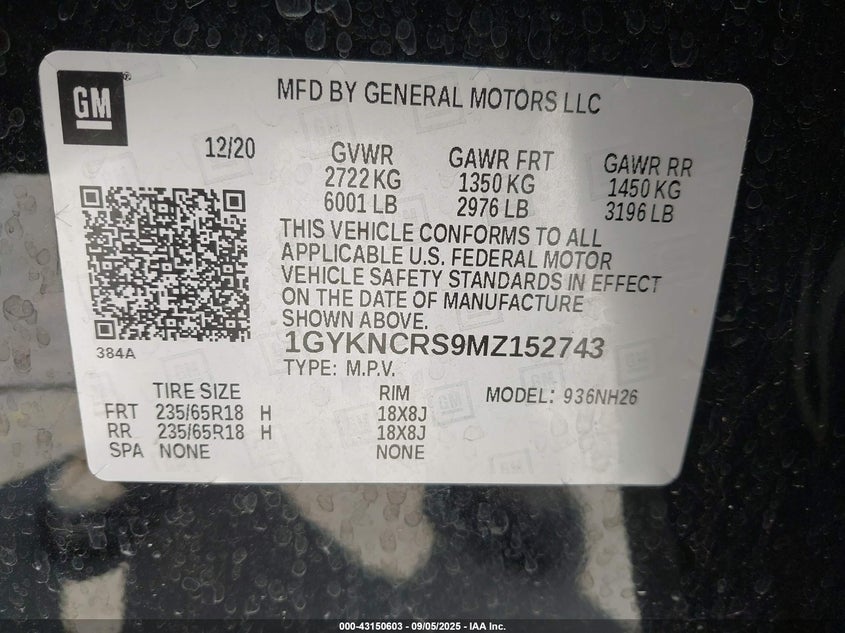 GM
MFD BY GENERAL MOTORS LLC
12/20
GVWR
2722 KG
6001 LB
GAWR FRT
1350 KG
2976 LB
GAWR RR
1450 KG
3196 LB
THIS VEHICLE CONFORMS TO ALL
APPLICABLE U.S. FEDERAL MOTOR
VEHICLE SAFETY STANDARDS IN EFFECT
ON THE DATE OF MANUFACTURE
SHOWN ABOVE.
384A
1GYKNCRS9MZ152743
TYPE: M.P.V.
TIRE SIZE RIM MODEL: 936NH26
FRT 235/65R18 H 18X8J
RR 235/65R18 H 18X8J
SPA NONE NONE
000-43150603 - 09/05/2025 - IAA Inc.